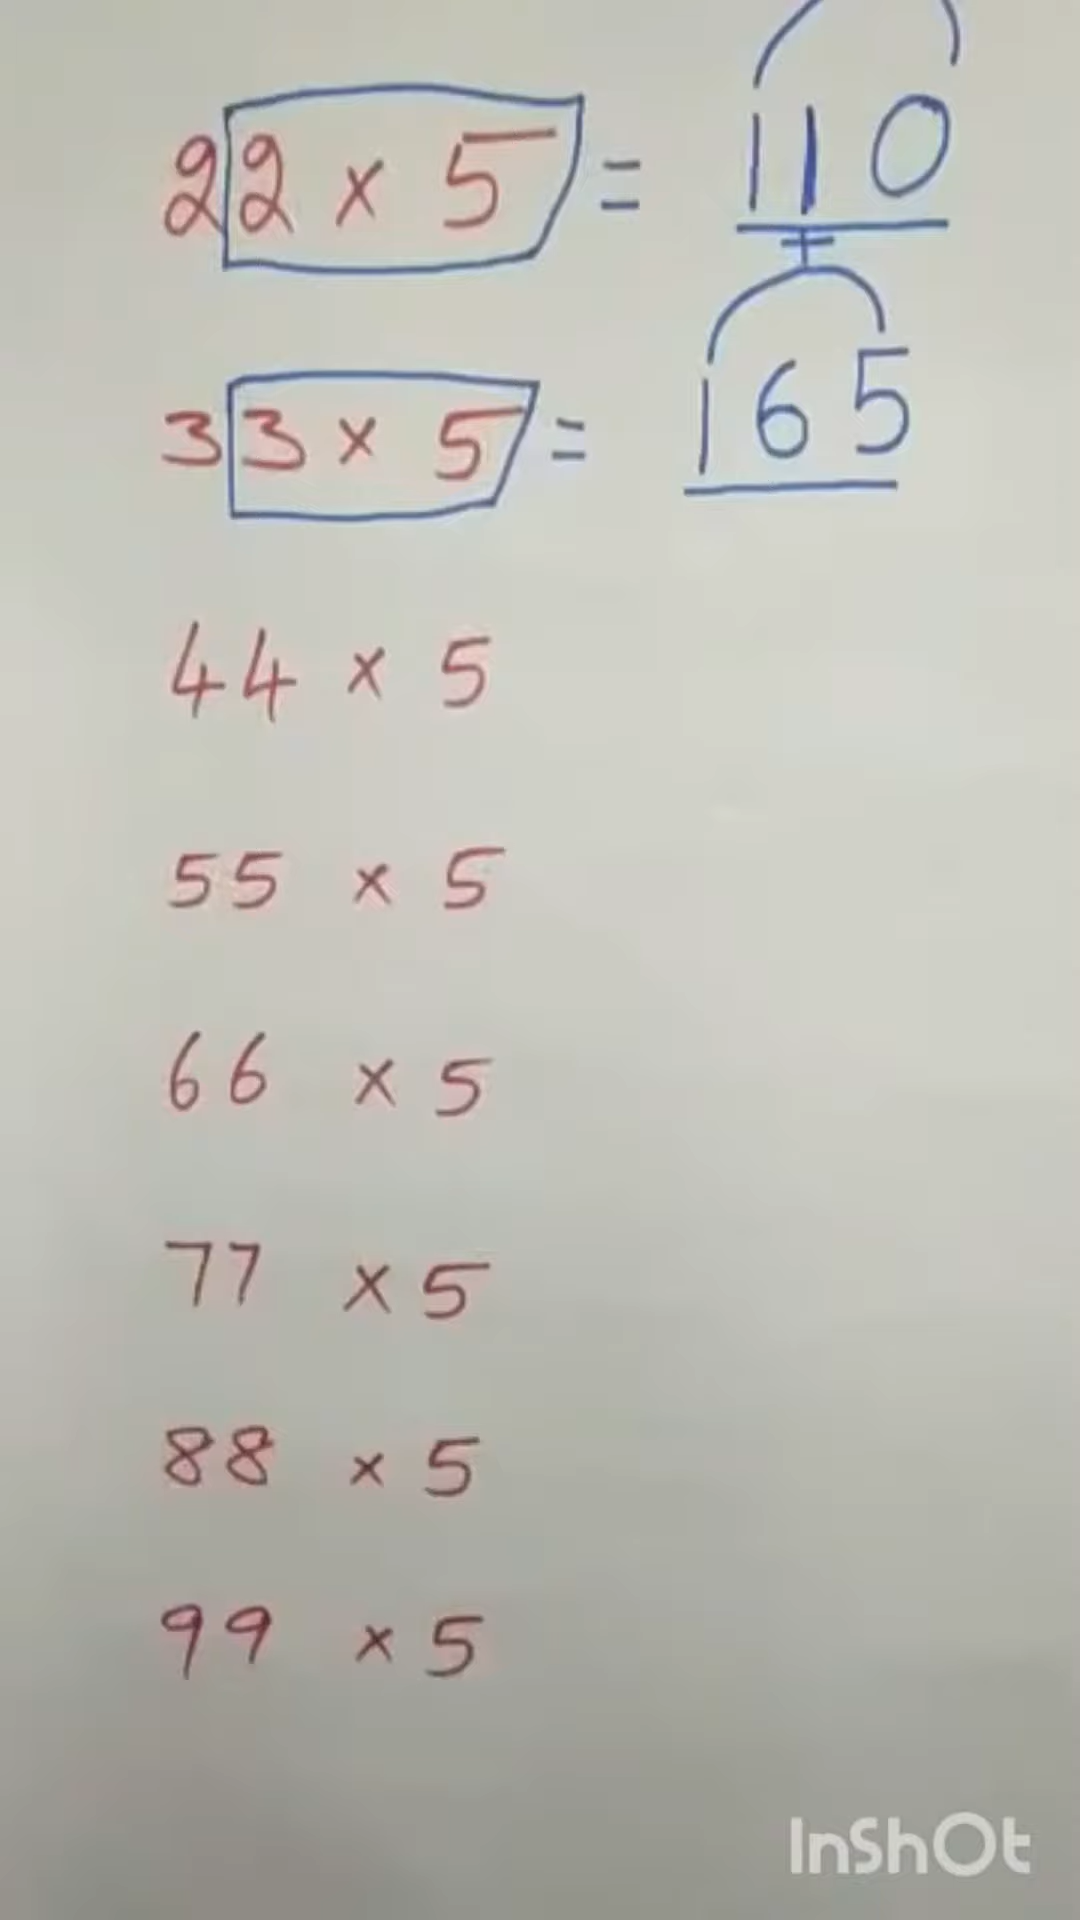 22 × 5 = 110
+
33 × 5 = 165
44 × 5
55 × 5
66 × 5
77 × 5
88 × 5
99 × 5
InShOt